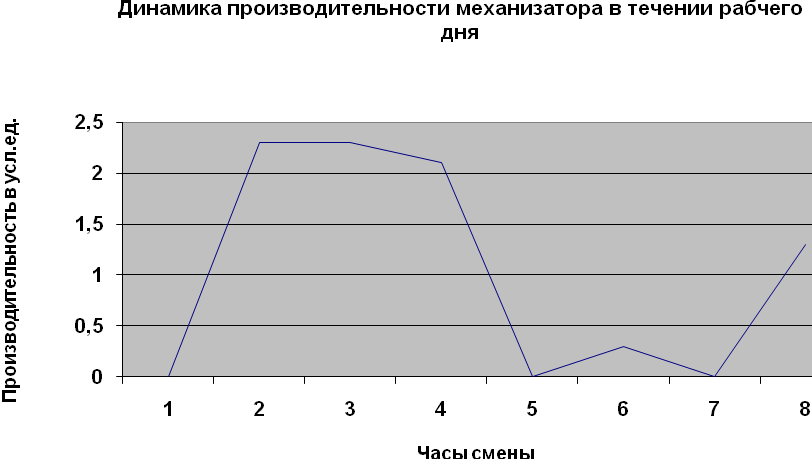 Динамика производительности механизатора в течении рабчего
дня
Производительность в усл.ед.
2,5
2
1,5
1
0,5
0
1 2 3 4 5 6 7 8
Часы смены